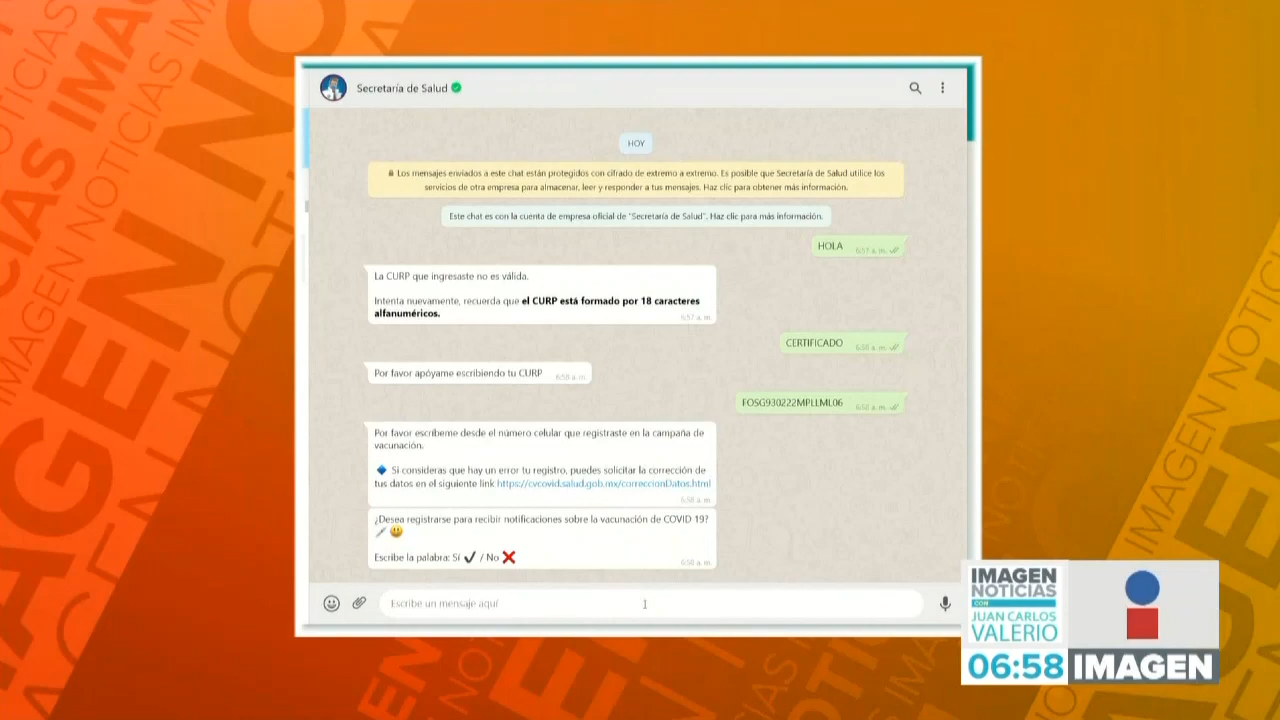 Secretaría de Salud
HOY
Los mensajes enviados a este chat están protegidos con cifrado de extremo a extremo. Es posible que Secretaría de Salud utilice los
servicios de otra empresa para almacenar, leer y responder a tus mensajes. Haz clic para obtener más información.
Este chat es con la cuenta de empresa oficial de "Secretaría de Salud". Haz clic para más información.
HOLA 6:57 a. m.
La CURP que ingresaste no es válida.
Intenta nuevamente, recuerda que el CURP está formado por 18 caracteres
alfanuméricos.
6:57 a. m.
CERTIFICADO 6:58 a. m.
Por favor apóyame escribiendo tu CURP 6:58 a. m.
FOSG930222MPLLML06 6:58 a. m.
Por favor escríbeme desde el número celular que registraste en la campaña de
vacunación.
🔹 Si consideras que hay un error tu registro, puedes solicitar la corrección de
tus datos en el siguiente link https://cvcovid.salud.gob.mx/correccionDatos.html
6:58 a. m.
¿Desea registrarse para recibir notificaciones sobre la vacunación de COVID 19?
💉 😃
Escribe la palabra: Sí ✔ / No ❌
6:58 a. m.
Escribe un mensaje aquí
IMAGEN
NOTICIAS
CON
JUAN CARLOS
VALERIO
06:58 IMAGEN